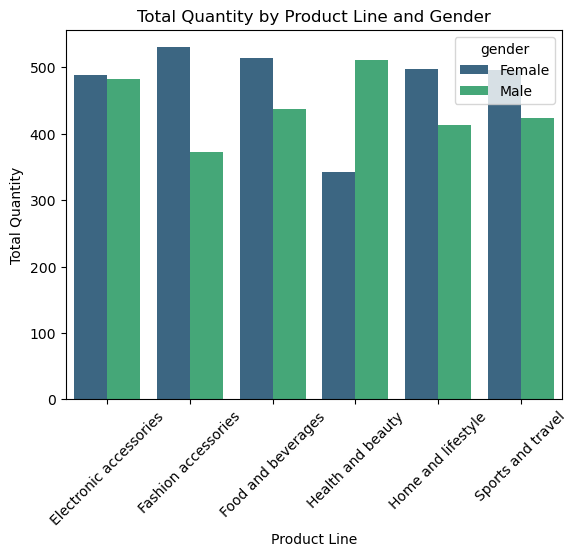 Total Quantity by Product Line and Gender
gender
Female
Male
Total Quantity
500
400
300
200
100
0
Electronic accessories
Fashion accessories
Food and beverages
Health and beauty
Home and lifestyle
Sports and travel
Product Line